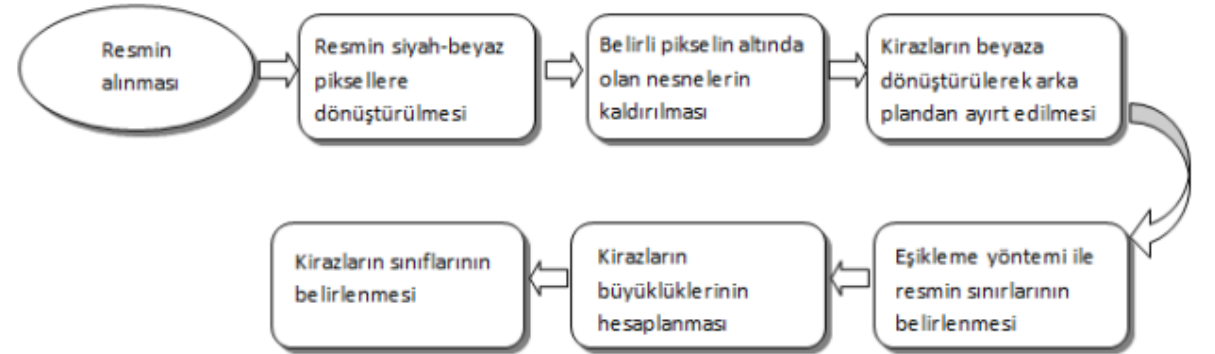 Resmin
alınması
Resmin siyah-beyaz
piksellere
dönüştürülmesi
Belirli pikselin altında
olan nesnelerin
kaldırılması
Kirazların beyaza
dönüştürülerek arka
plandan ayırt edilmesi
Eşikleme yöntemi ile
resmin sınırlarının
belirlenmesi
Kirazların
büyüklüklerinin
hesaplanması
Kirazların sınıflarının
belirlenmesi